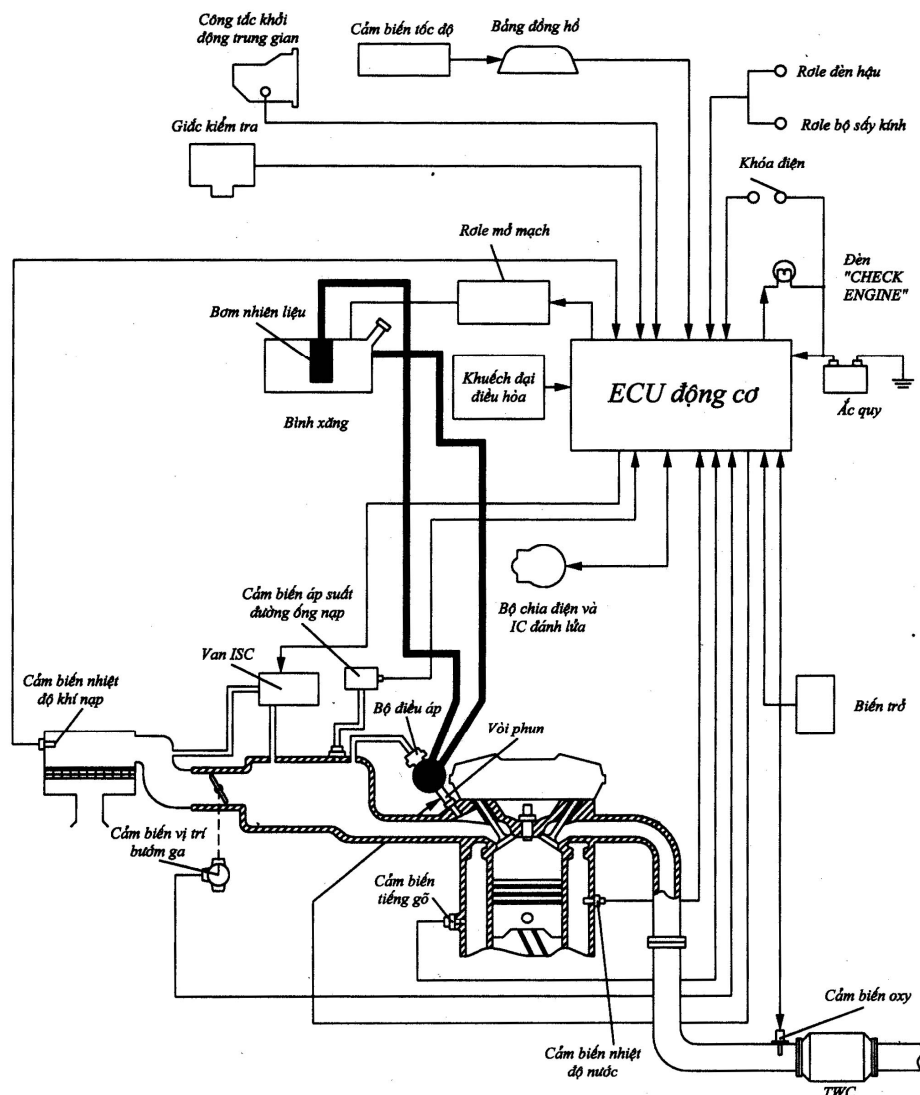 Công tắc khởi
động trung gian
Cảm biến tốc độ
Bảng đồng hồ
Rơle đèn hậu
Giắc kiểm tra
Rơle bộ sấy kính
Khóa điện
Rơle mở mạch
Đèn
"CHECK
ENGINE"
Bơm nhiên liệu
Khuếch đại
điều hòa
ECU động cơ
Ắc quy
Bình xăng
Cảm biến áp suất
đường ống nạp
Bộ chia điện và
IC đánh lửa
Van ISC
Cảm biến nhiệt
độ khí nạp
Biến trở
Bộ điều áp
Vòi phun
Cảm biến vị trí
bướm ga
Cảm biến
tiếng gõ
Cảm biến oxy
Cảm biến nhiệt
độ nước
TWC